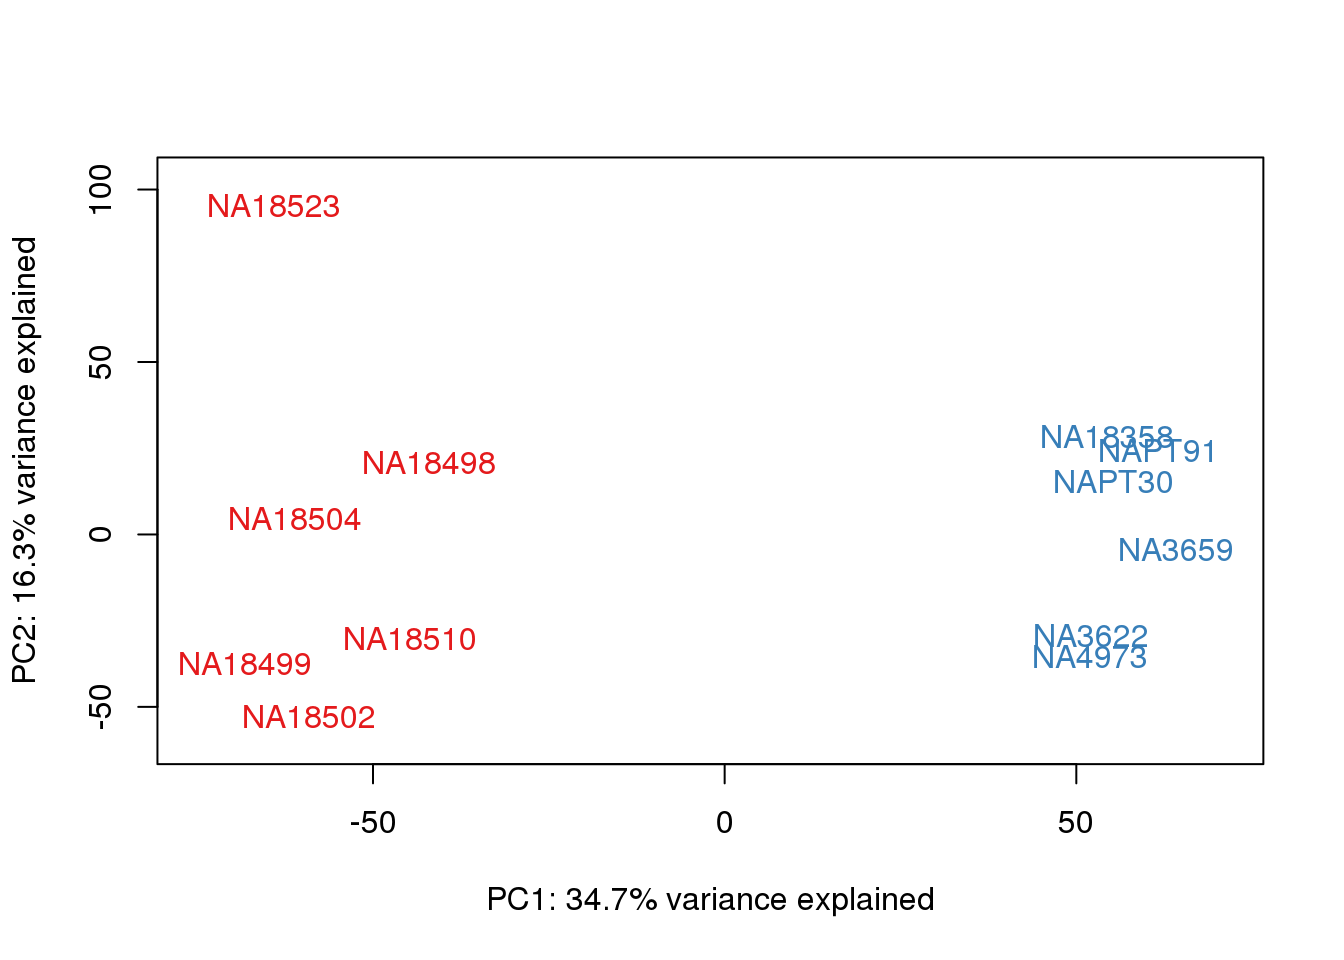 100
50
0
-50
PC2: 16.3% variance explained
NA18523
NA18498
NA18504
NA18510
NA18499
NA18502
NA18358
NAPT91
NAPT30
NA3659
NA3622
NA4973
-50 0 50
PC1: 34.7% variance explained